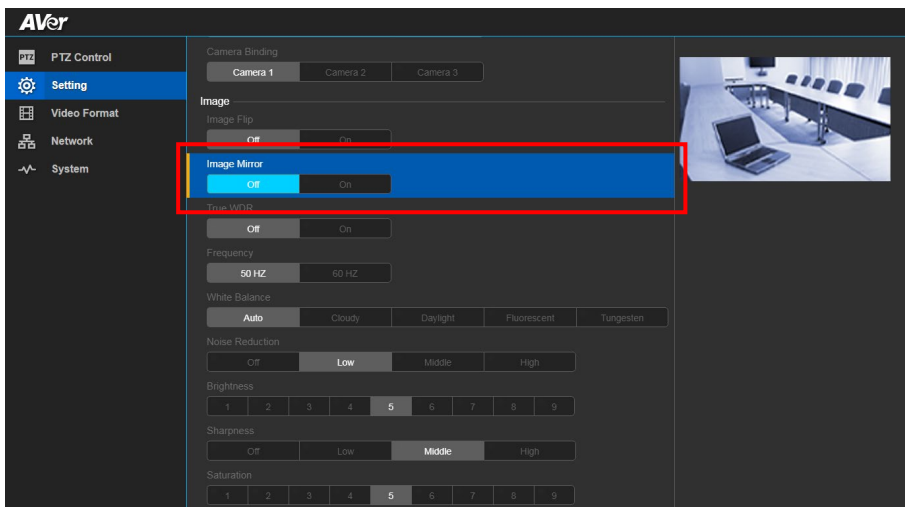 AVer
PTZ PTZ Control
Setting
Video Format
Network
System
Camera Binding
Camera 1 Camera 2 Camera 3
Image
Image Flip
Off On
Image Mirror
Off On
True WDR
Off On
Frequency
50 HZ 60 HZ
White Balance
Auto Cloudy Daylight Fluorescent Tungesten
Noise Reduction
Off Low Middle High
Brightness
1 2 3 4 5 6 7 8 9
Sharpness
Off Low Middle High
Saturation
1 2 3 4 5 6 7 8 9